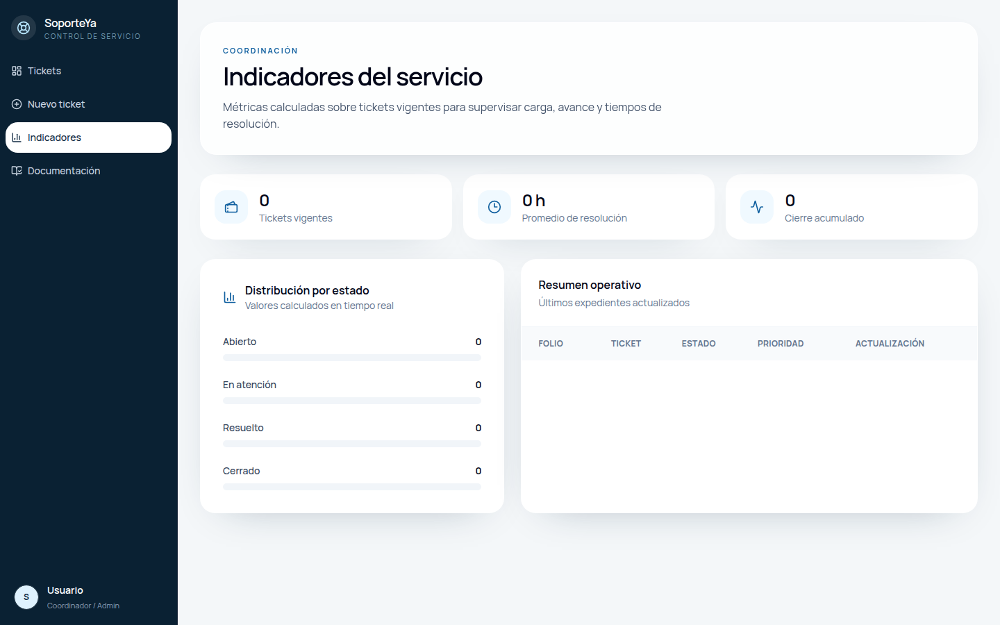 SoporteYa
CONTROL DE SERVICIO
Tickets
Nuevo ticket
Indicadores
Documentación
S
Usuario
Coordinador / Admin
COORDINACIÓN
Indicadores del servicio
Métricas calculadas sobre tickets vigentes para supervisar carga, avance y tiempos de
resolución.
0
Tickets vigentes
0 h
Promedio de resolución
0
Cierre acumulado
Distribución por estado
Valores calculados en tiempo real
Abierto 0
En atención 0
Resuelto 0
Cerrado 0
Resumen operativo
Últimos expedientes actualizados
FOLIO TICKET ESTADO PRIORIDAD ACTUALIZACIÓN